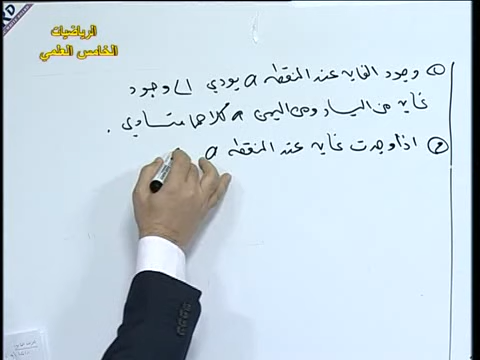 الرياضيات
الخامس العلمي
① وجود الغاية عند النقطة a يودي الى وجود
غاية من اليسار ومن اليمين a كلاهما متساوي .
② اذا وجدت غاية عند النقطة a